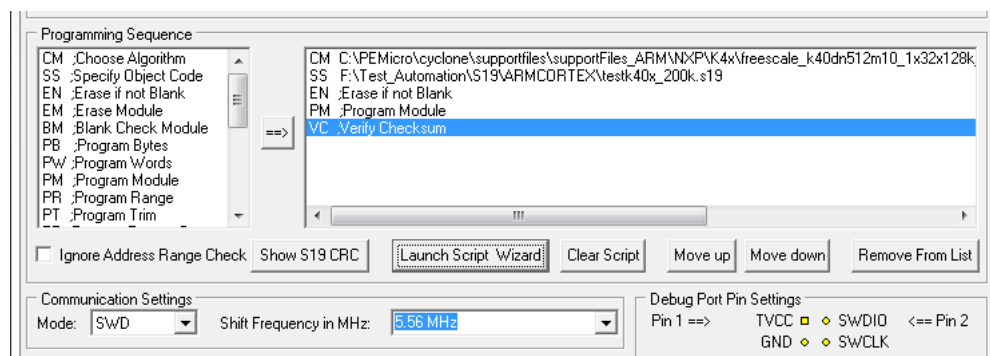 Programming Sequence
CM ;Choose Algorithm
SS ;Specify Object Code
EN ;Erase if not Blank
EM ;Erase Module
BM ;Blank Check Module
PB ;Program Bytes
PW ;Program Words
PM ;Program Module
PR ;Program Range
PT ;Program Trim
==>
CM C:\PEMicro\cyclone\supportfiles\supportFiles_ARM\NXP\K4x\freescale_k40dn512m10_1x32x128k_
SS F:\Test_Automation\S19\ARMCORTEX\testk40x_200k.s19
EN ;Erase if not Blank
PM ;Program Module
VC ;Verify Checksum
Ignore Address Range Check Show S19 CRC Launch Script Wizard Clear Script Move up Move down Remove From List
Communication Settings
Mode: SWD Shift Frequency in MHz: 5.56 MHz
Debug Port Pin Settings
Pin 1 ==> TVCC SWDIO <== Pin 2
GND SWCLK